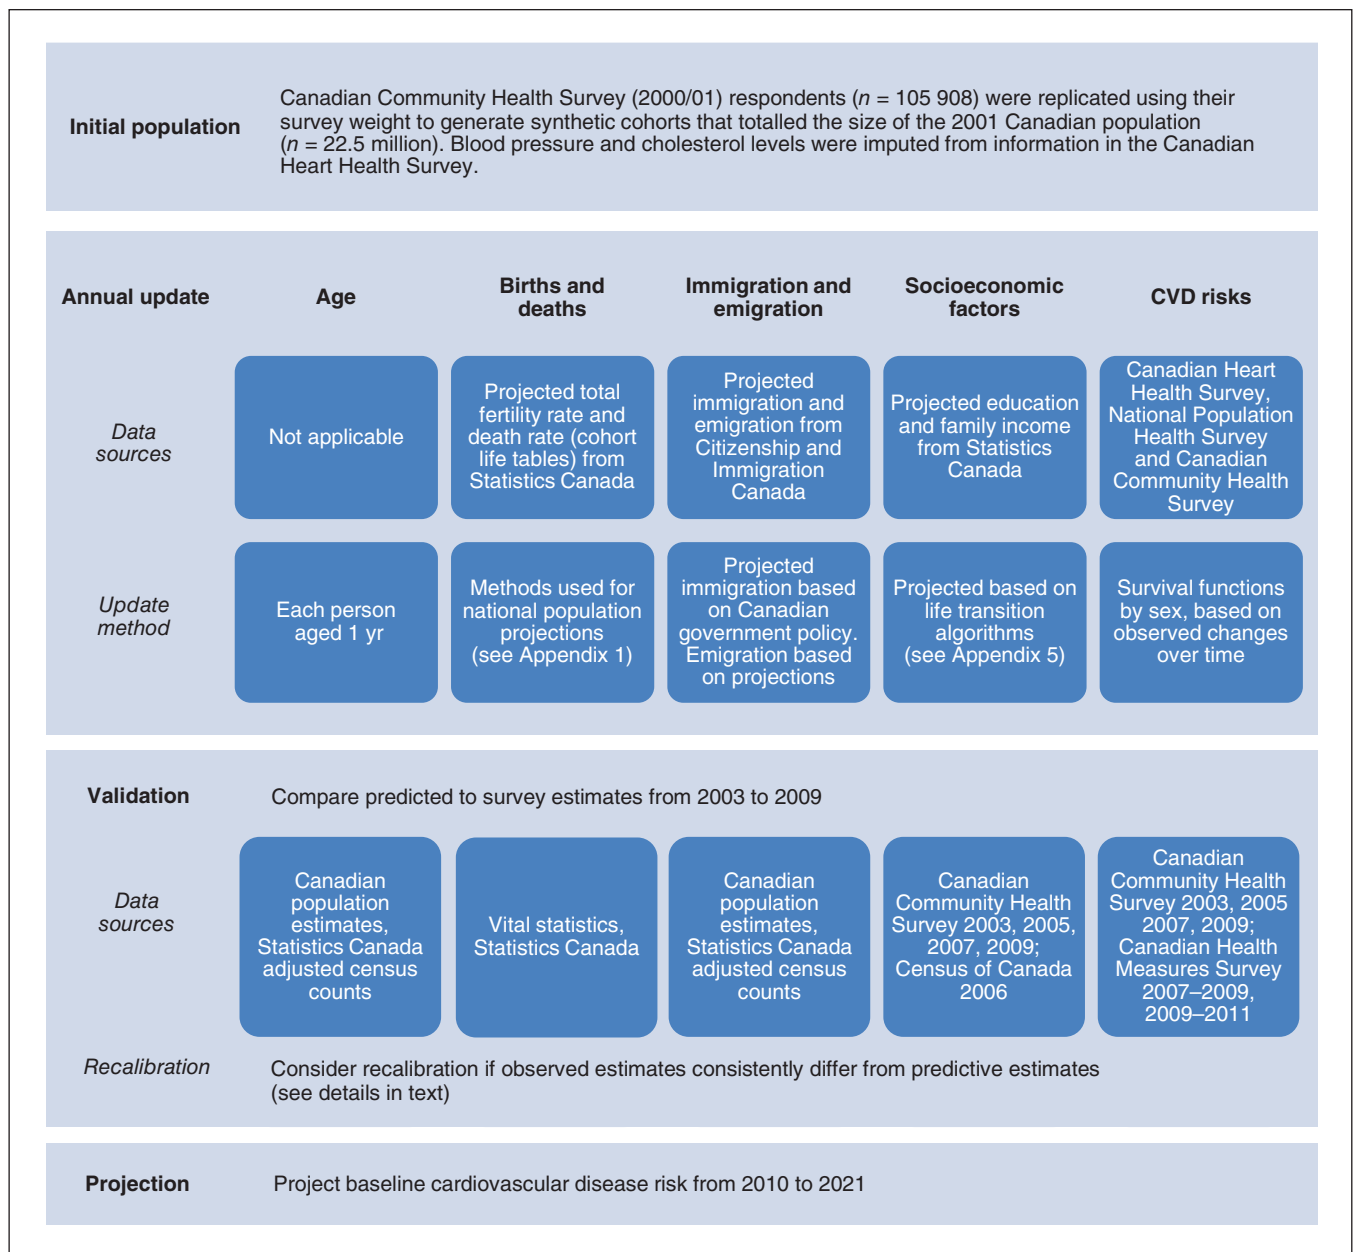 Initial population
Canadian Community Health Survey (2000/01) respondents (n = 105 908) were replicated using their
survey weight to generate synthetic cohorts that totalled the size of the 2001 Canadian population
(n = 22.5 million). Blood pressure and cholesterol levels were imputed from information in the Canadian
Heart Health Survey.
Annual update
Age
Births and
deaths
Immigration and
emigration
Socioeconomic
factors
CVD risks
Data
sources
Not applicable
Projected total
fertility rate and
death rate (cohort
life tables) from
Statistics Canada
Projected
immigration and
emigration from
Citizenship and
Immigration
Canada
Projected education
and family income
from Statistics
Canada
Canadian Heart
Health Survey,
National Population
Health Survey
and Canadian
Community Health
Survey
Update
method
Each person
aged 1 yr
Methods used for
national population
projections
(see Appendix 1)
Projected
immigration based
on Canadian
government policy.
Emigration based
on projections
Projected based on
life transition
algorithms
(see Appendix 5)
Survival functions
by sex, based on
observed changes
over time
Validation
Compare predicted to survey estimates from 2003 to 2009
Data
sources
Canadian
population
estimates,
Statistics Canada
adjusted census
counts
Vital statistics,
Statistics Canada
Canadian
population
estimates,
Statistics Canada
adjusted census
counts
Canadian
Community Health
Survey 2003, 2005,
2007, 2009;
Census of Canada
2006
Canadian
Community Health
Survey 2003, 2005
2007, 2009;
Canadian Health
Measures Survey
2007–2009,
2009–2011
Recalibration
Consider recalibration if observed estimates consistently differ from predictive estimates
(see details in text)
Projection
Project baseline cardiovascular disease risk from 2010 to 2021